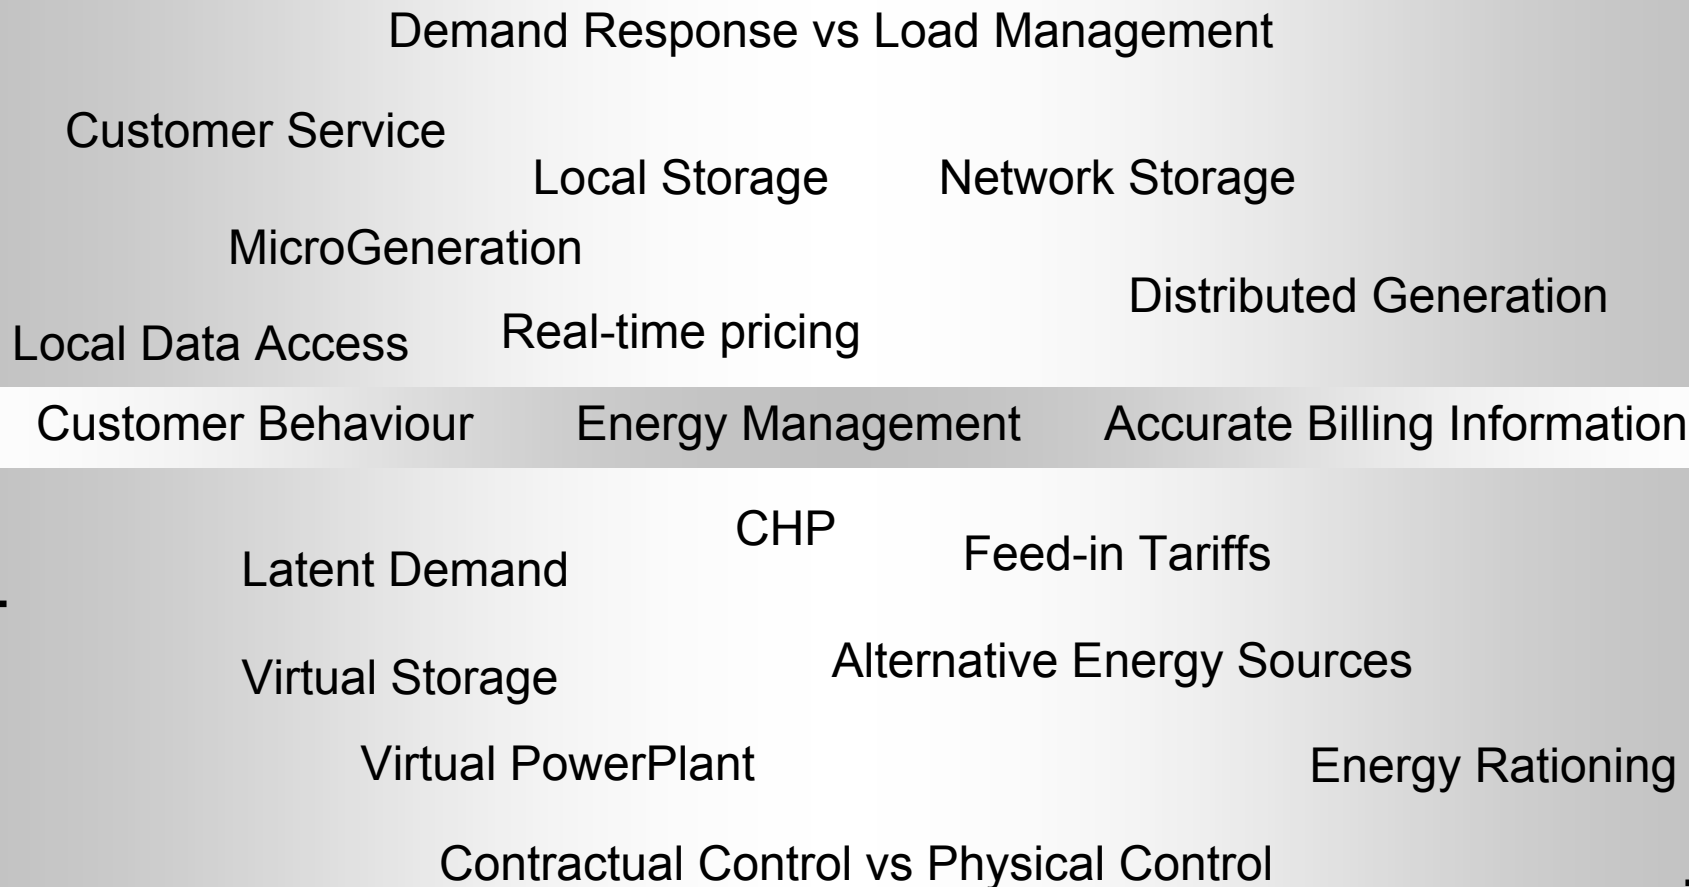 Demand Response vs Load Management
Customer Service
Local Storage
Network Storage
MicroGeneration
Distributed Generation
Local Data Access
Real-time pricing
Customer Behaviour
Energy Management
Accurate Billing Information
CHP
Latent Demand
Feed-in Tariffs
Virtual Storage
Alternative Energy Sources
Virtual PowerPlant
Energy Rationing
Contractual Control vs Physical Control